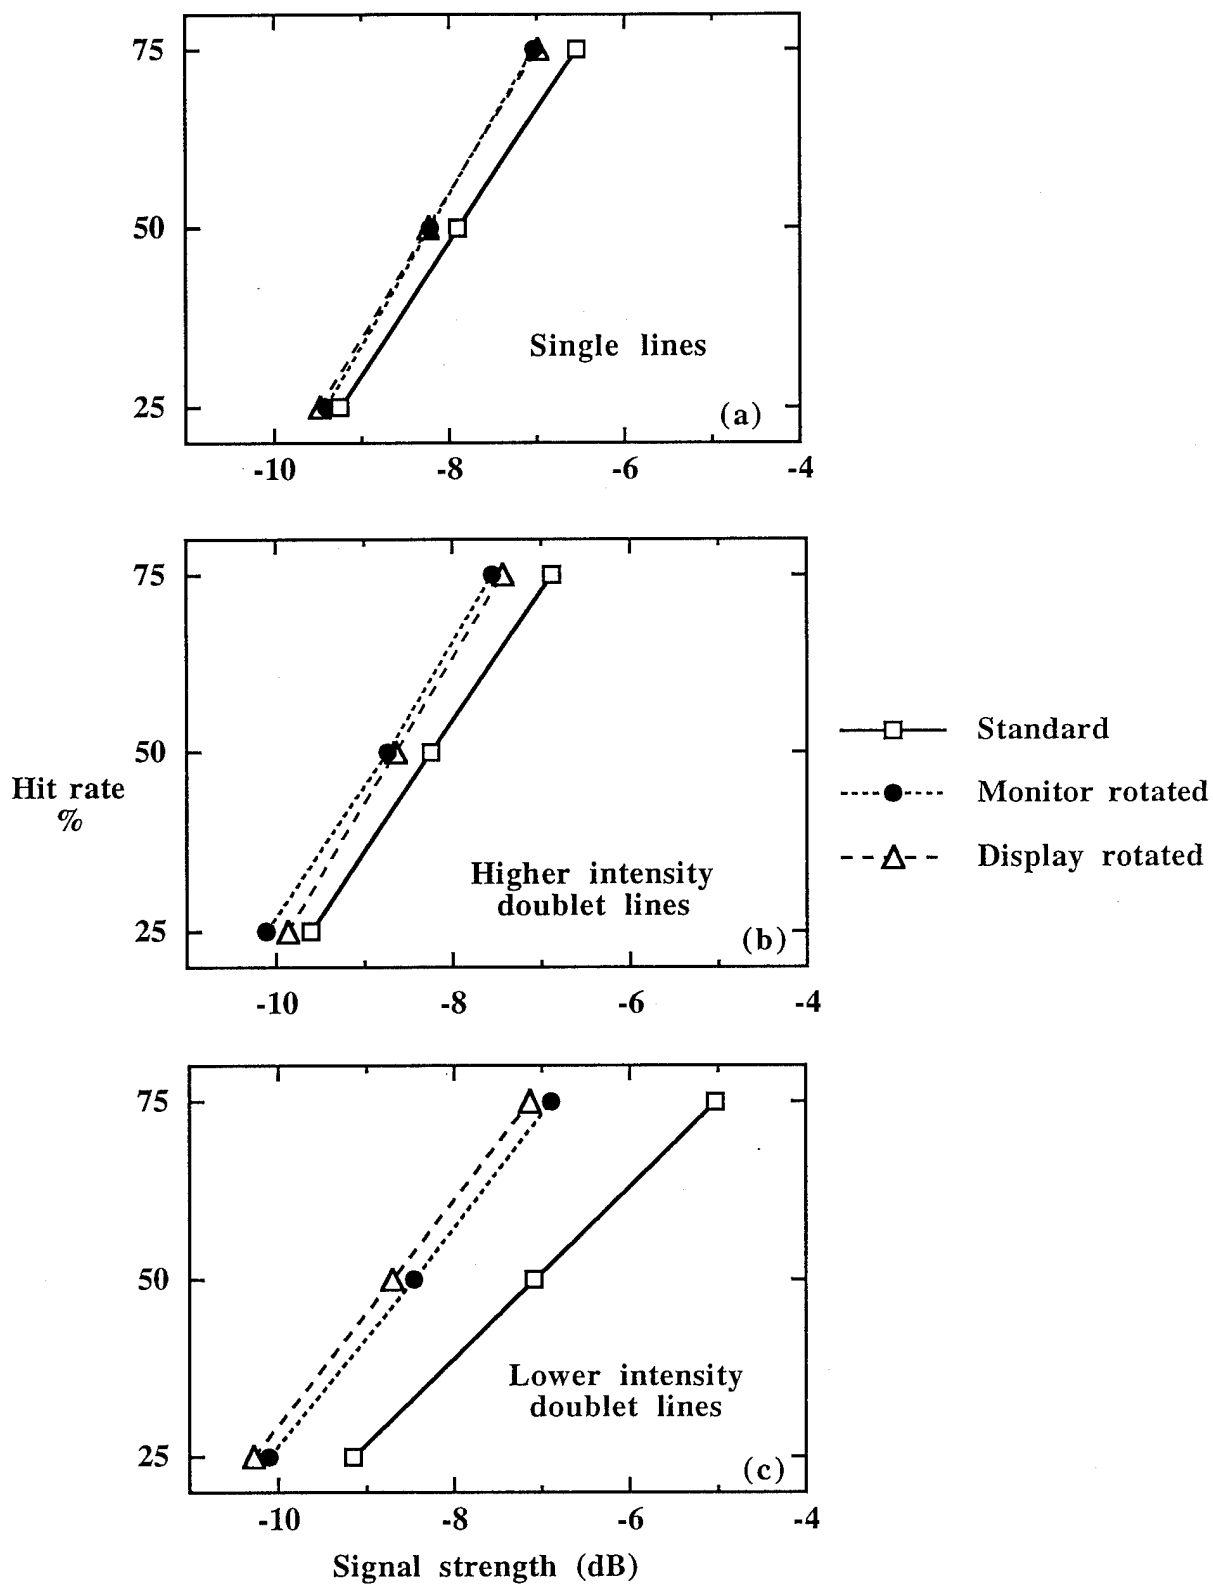 75
50
25
Single lines
(a)
-10 -8 -6 -4
75
50
25
Hit rate
%
Higher intensity
doublet lines
(b)
-10 -8 -6 -4
Standard
Monitor rotated
Display rotated
75
50
25
Lower intensity
doublet lines
(c)
-10 -8 -6 -4
Signal strength (dB)